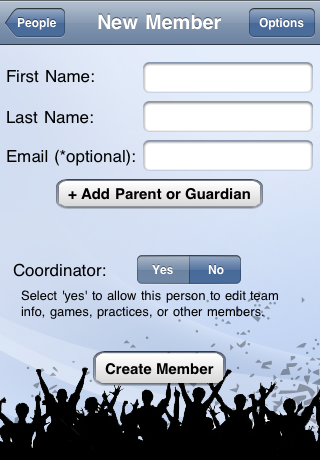 People New Member Options
First Name:
Last Name:
Email (*optional):
+ Add Parent or Guardian
Coordinator: Yes No
Select 'yes' to allow this person to edit team
info, games, practices, or other members.
Create Member